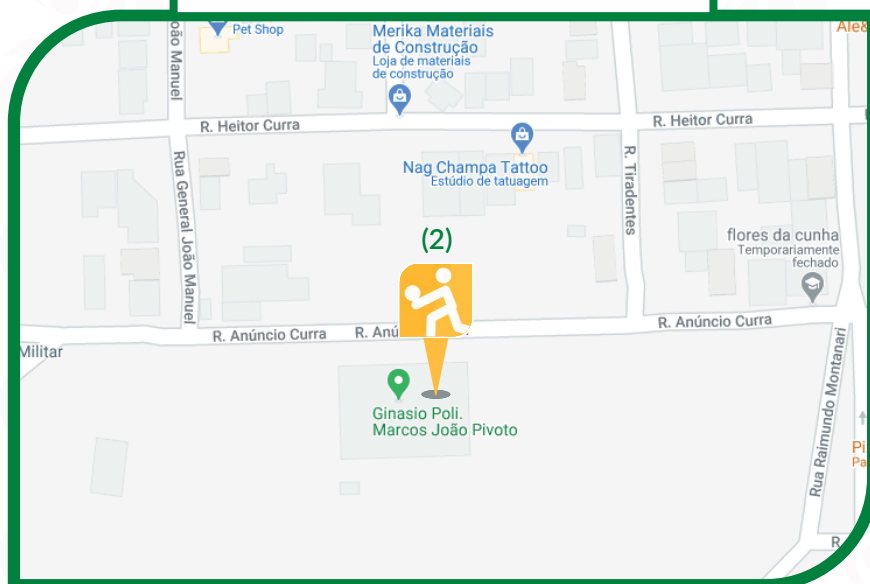 Pet Shop
Merika Materiais
de Construção
Loja de materiais
de construção
João Manuel
R. Heitor Curra
R. Heitor Curra
Nag Champa Tattoo
Estúdio de tatuagem
R. Tiradentes
Rua General João Manuel
flores da cunha
Temporariamente
fechado
(2)
R. Anúncio Curra
R. Anú
R. Anúncio Curra
Militar
Ginasio Poli.
Marcos João Pivoto
Rua Raimundo Montanari
R.